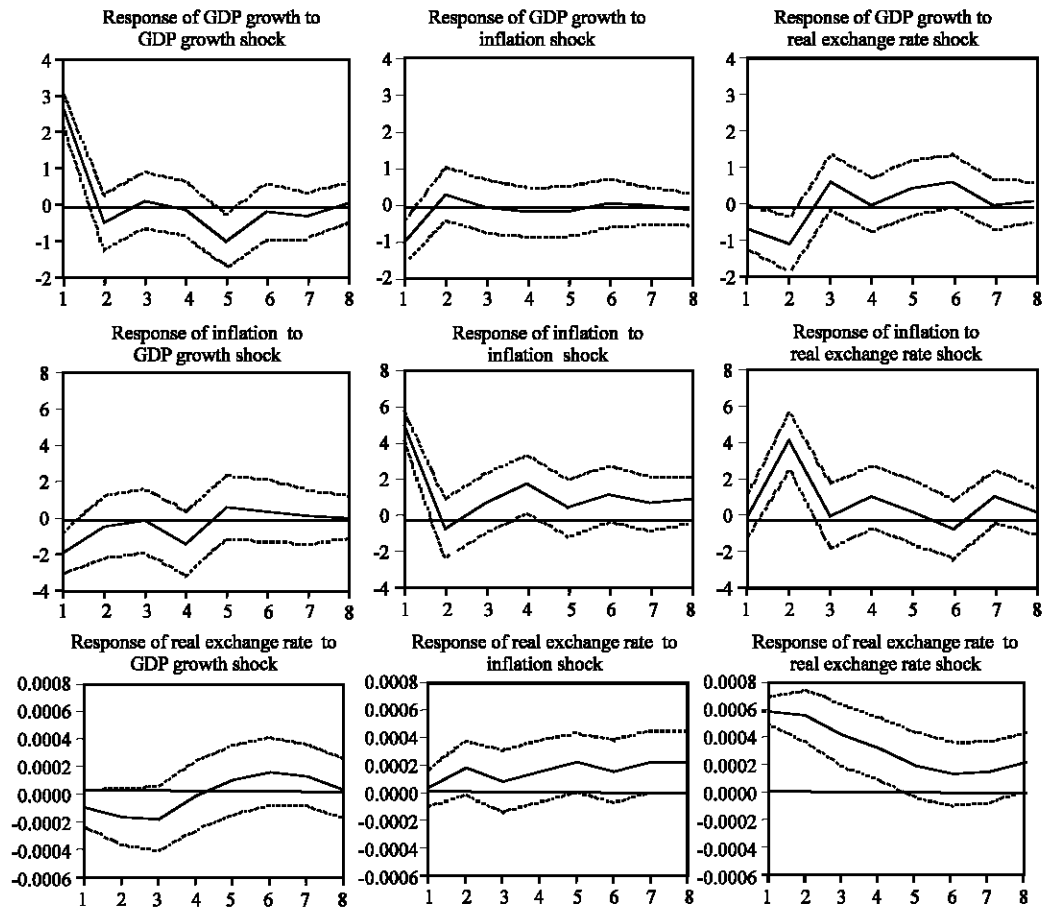 Response of GDP growth to
GDP growth shock
4
3
2
1
0
-1
-2
1 2 3 4 5 6 7 8
Response of GDP growth to
inflation shock
4
3
2
1
0
-1
-2
1 2 3 4 5 6 7 8
Response of GDP growth to
real exchange rate shock
4
3
2
1
0
-1
-2
1 2 3 4 5 6 7 8
Response of inflation to
GDP growth shock
8
6
4
2
0
-2
-4
1 2 3 4 5 6 7 8
Response of inflation to
inflation shock
8
6
4
2
0
-2
-4
1 2 3 4 5 6 7 8
Response of inflation to
real exchange rate shock
8
6
4
2
0
-2
-4
1 2 3 4 5 6 7 8
Response of real exchange rate to
GDP growth shock
0.0008
0.0006
0.0004
0.0002
0.0000
-0.0002
-0.0004
-0.0006
1 2 3 4 5 6 7 8
Response of real exchange rate to
inflation shock
0.0008
0.0006
0.0004
0.0002
0.0000
-0.0002
-0.0004
-0.0006
1 2 3 4 5 6 7 8
Response of real exchange rate to
real exchange rate shock
0.0008
0.0006
0.0004
0.0002
0.0000
-0.0002
-0.0004
-0.0006
1 2 3 4 5 6 7 8